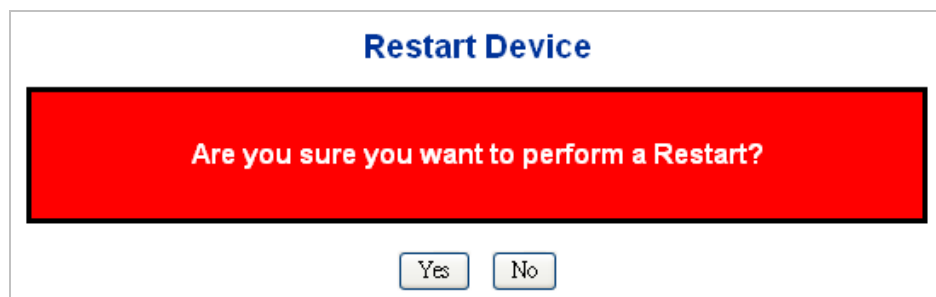 Restart Device
Are you sure you want to perform a Restart?
Yes No